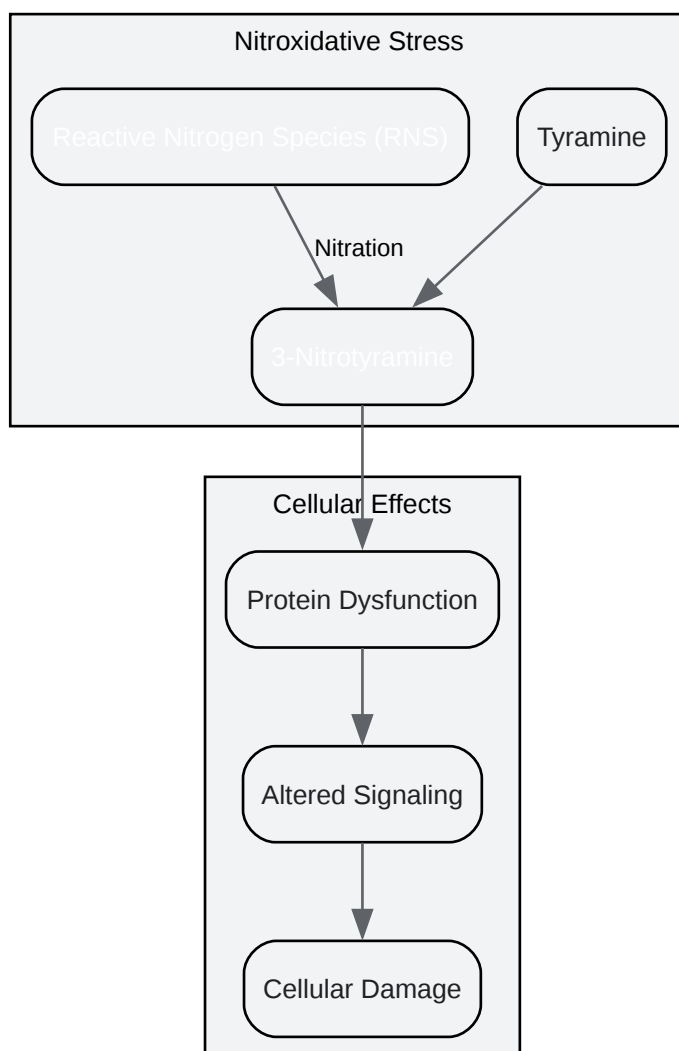 Nitroxidative Stress
Reactive Nitrogen Species (RNS)
Tyramine
Nitration
3-Nitrotyramine
Cellular Effects
Protein Dysfunction
Altered Signaling
Cellular Damage